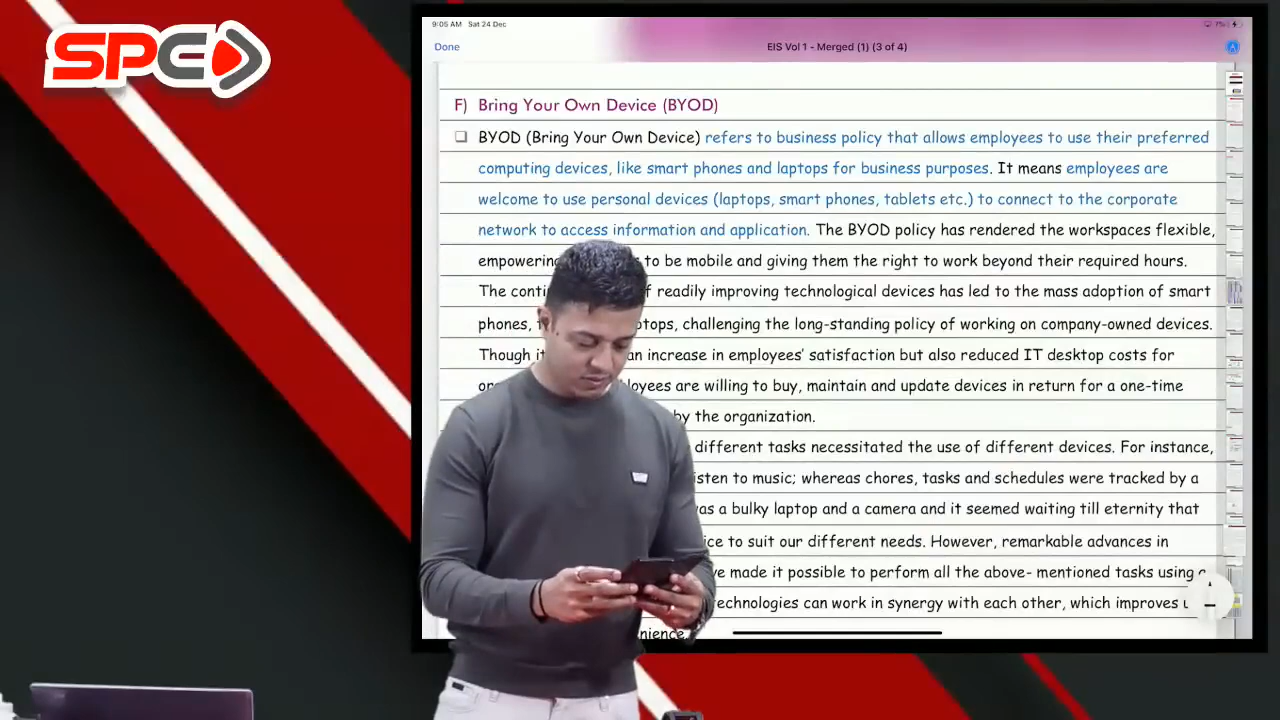 SPC
9:05 AM Sat 24 Dec
7%
Done
EIS Vol 1 - Merged (1) (3 of 4)
F) Bring Your Own Device (BYOD)
❑ BYOD (Bring Your Own Device) refers to business policy that allows employees to use their preferred
computing devices, like smart phones and laptops for business purposes. It means employees are
welcome to use personal devices (laptops, smart phones, tablets etc.) to connect to the corporate
network to access information and application. The BYOD policy has rendered the workspaces flexible,
empowering to be mobile and giving them the right to work beyond their required hours.
The readily improving technological devices has led to the mass adoption of smart
phones, challenging the long-standing policy of working on company-owned devices.
Though an increase in employees' satisfaction but also reduced IT desktop costs for
are willing to buy, maintain and update devices in return for a one-time
by the organization.
different tasks necessitated the use of different devices. For instance,
to music; whereas chores, tasks and schedules were tracked by a
a bulky laptop and a camera and it seemed waiting till eternity that
to suit our different needs. However, remarkable advances in
made it possible to perform all the above- mentioned tasks using a
technologies can work in synergy with each other, which improves